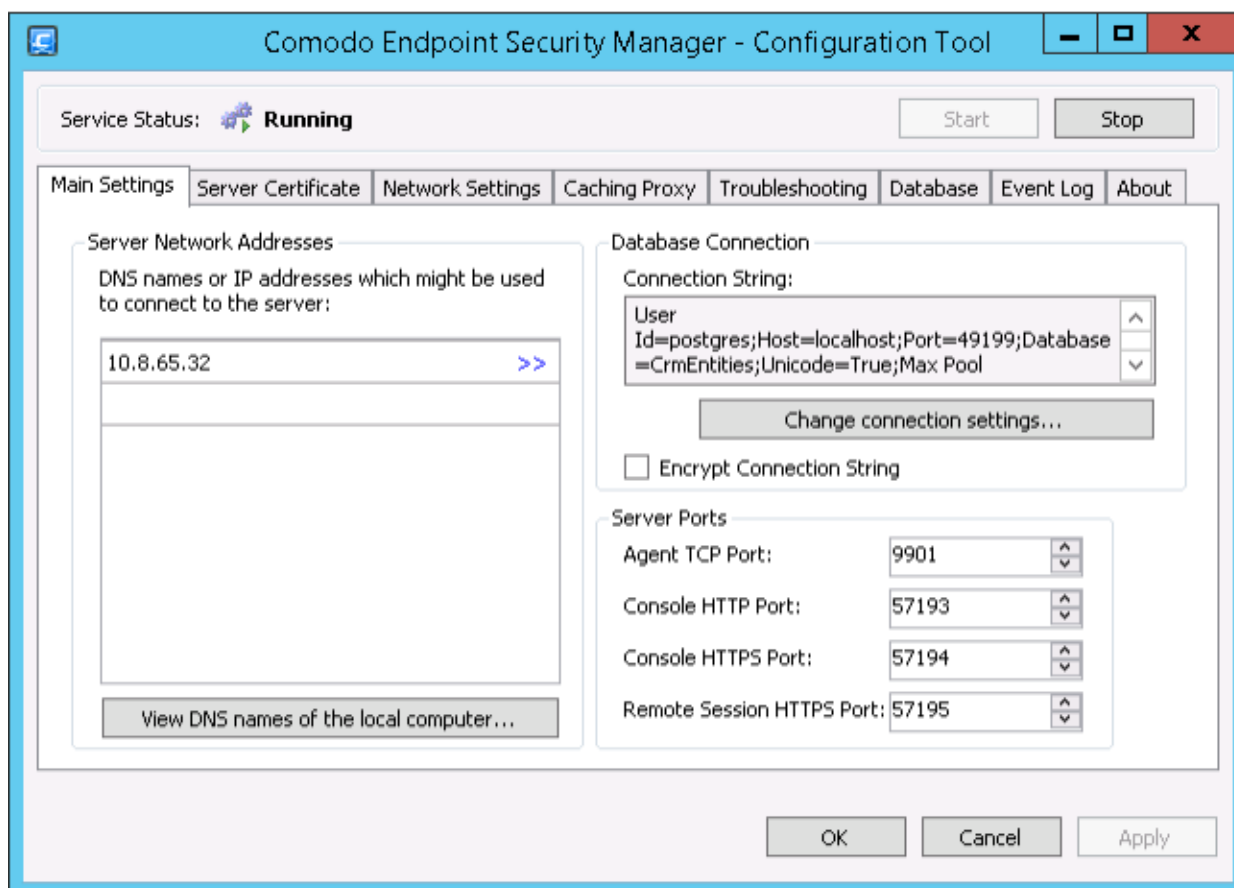 Comodo Endpoint Security Manager - Configuration Tool
Service Status: Running
Start
Stop
Main Settings
Server Certificate
Network Settings
Caching Proxy
Troubleshooting
Database
Event Log
About
Server Network Addresses
DNS names or IP addresses which might be used
to connect to the server:
10.8.65.32 >>
View DNS names of the local computer...
Database Connection
Connection String:
User
Id=postgres;Host=localhost;Port=49199;Database
=CrmEntities;Unicode=True;Max Pool
Change connection settings...
Encrypt Connection String
Server Ports
Agent TCP Port: 9901
Console HTTP Port: 57193
Console HTTPS Port: 57194
Remote Session HTTPS Port: 57195
OK
Cancel
Apply